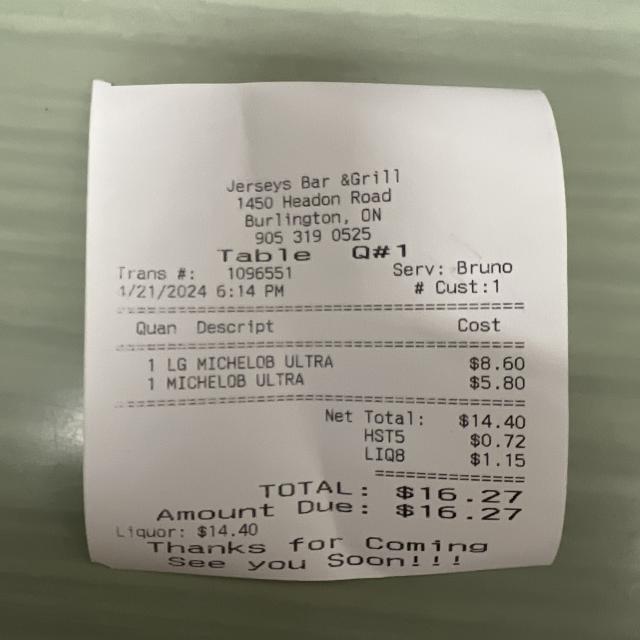 Jerseys Bar &Grill
1450 Headon Road
Burlington, ON
905 319 0525
Table Q#1
Trans #: 1096551 Serv: Bruno
1/21/2024 6:14 PM # Cust:1
Quan Descript Cost
1 LG MICHELOB ULTRA $8.60
1 MICHELOB ULTRA $5.80
Net Total: $14.40
HST5 $0.72
LIQ8 $1.15
TOTAL: $16.27
Amount Due: $16.27
Liquor: $14.40
Thanks for Coming
See you Soon!!!